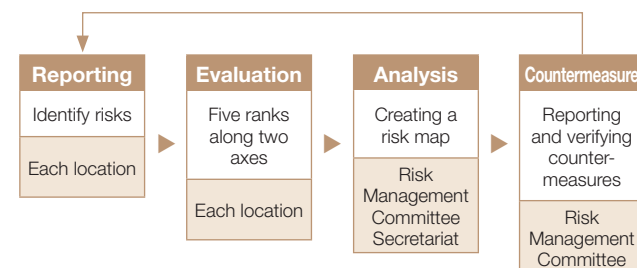 Reporting
Identify risks
Each location
Evaluation
Five ranks
along two
axes
Each location
Analysis
Creating a
risk map
Risk
Management
Committee
Secretariat
Countermeasure
Reporting
and verifying
counter-
measures
Risk
Management
Committee